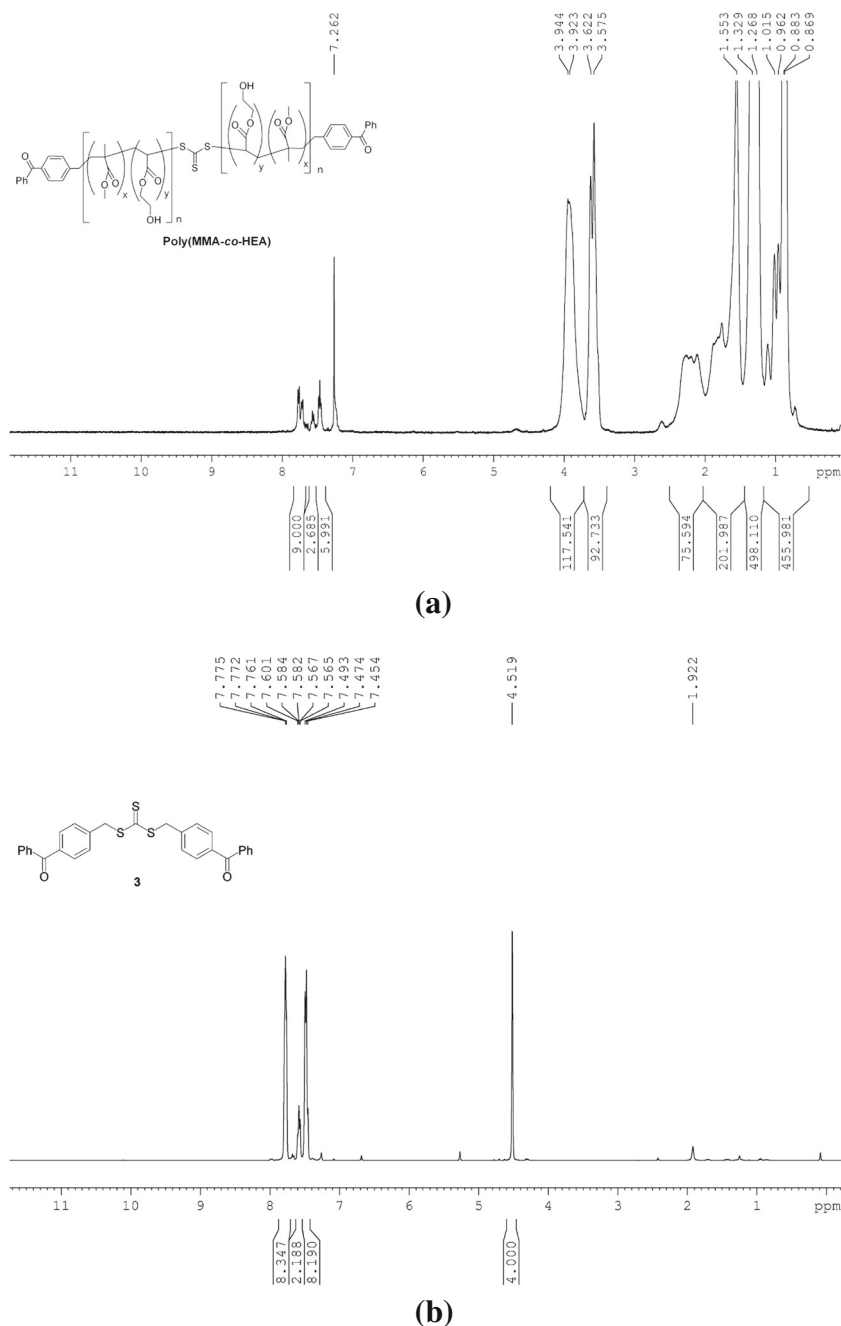 7.262
3.944
3.923
3.622
3.575
1.553
1.329
1.268
1.015
0.962
0.883
0.869
OH
O
O
O
O
O
S
S
S
Ph
Ph
O
O
x
y
n
y
x
n
O
O
O
O
OH
Poly(MMA-co-HEA)
11 10 9 8 7 6 5 4 3 2 1 ppm
9.000
2.685
5.991
117.541
92.733
75.594
201.987
498.110
455.981
(a)
7.775
7.772
7.761
7.601
7.584
7.582
7.567
7.565
7.493
7.474
7.454
4.519
1.922
S
S S
Ph Ph
O O
3
11 10 9 8 7 6 5 4 3 2 1 ppm
8.347
2.188
8.190
4.000
(b)